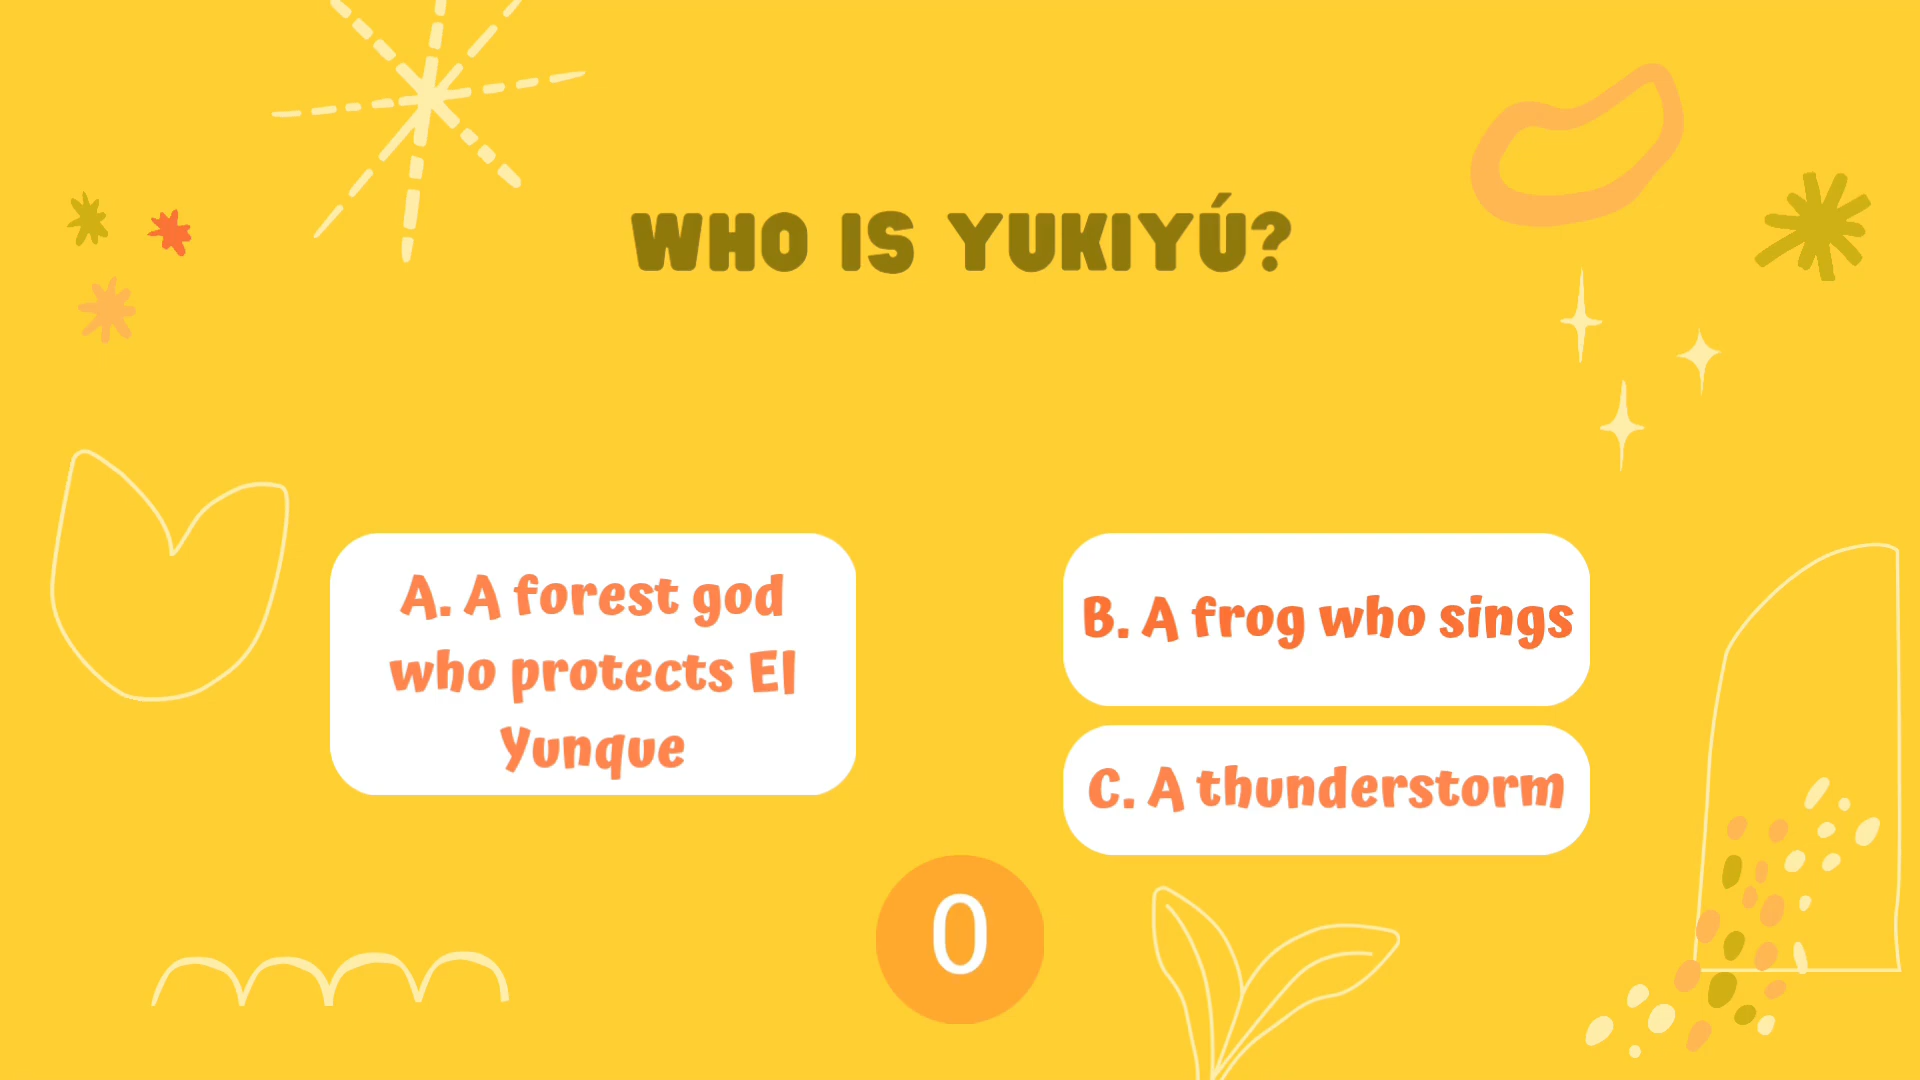 WHO IS YUKIYÚ?
A. A forest god
who protects El
Yunque
B. A frog who sings
C. A thunderstorm
0